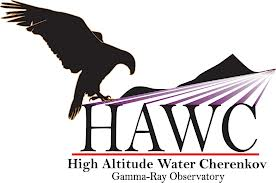 HAWC
High Altitude Water Cherenkov
Gamma-Ray Observatory